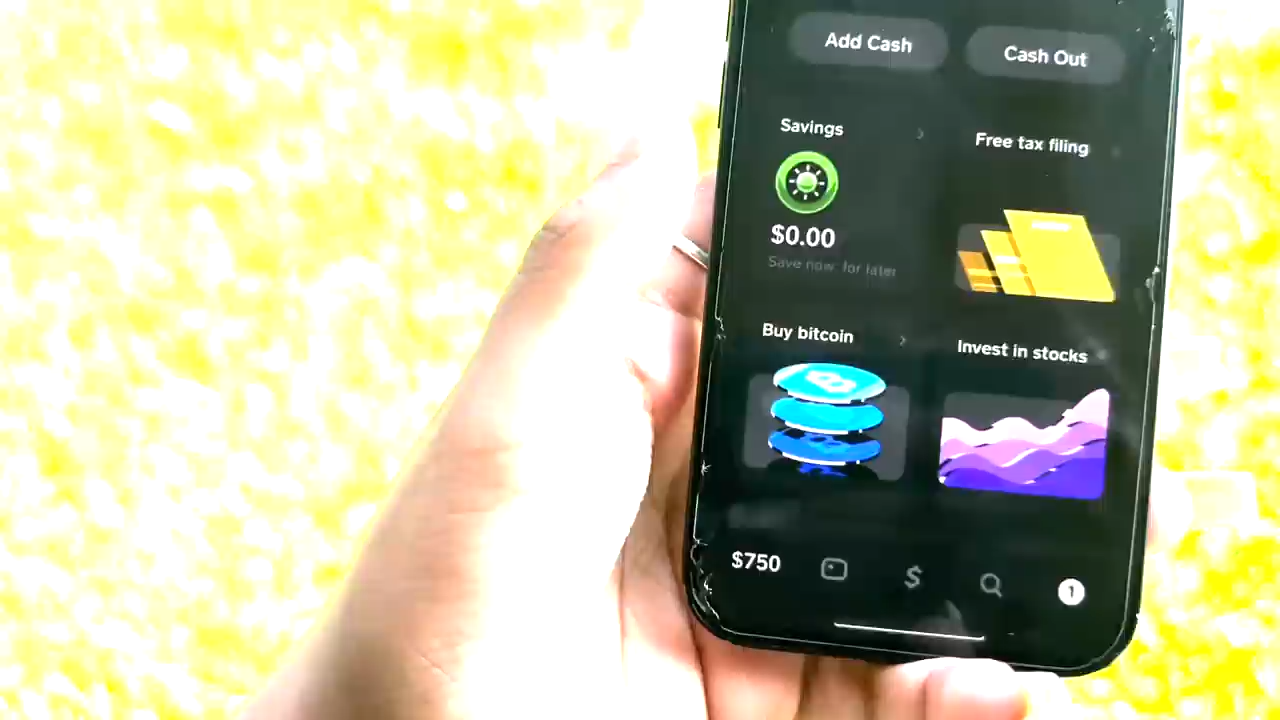 Add Cash
Cash Out
Savings
Free tax filing
$0.00
Save now for later
Buy bitcoin
Invest in stocks
$750
$
1